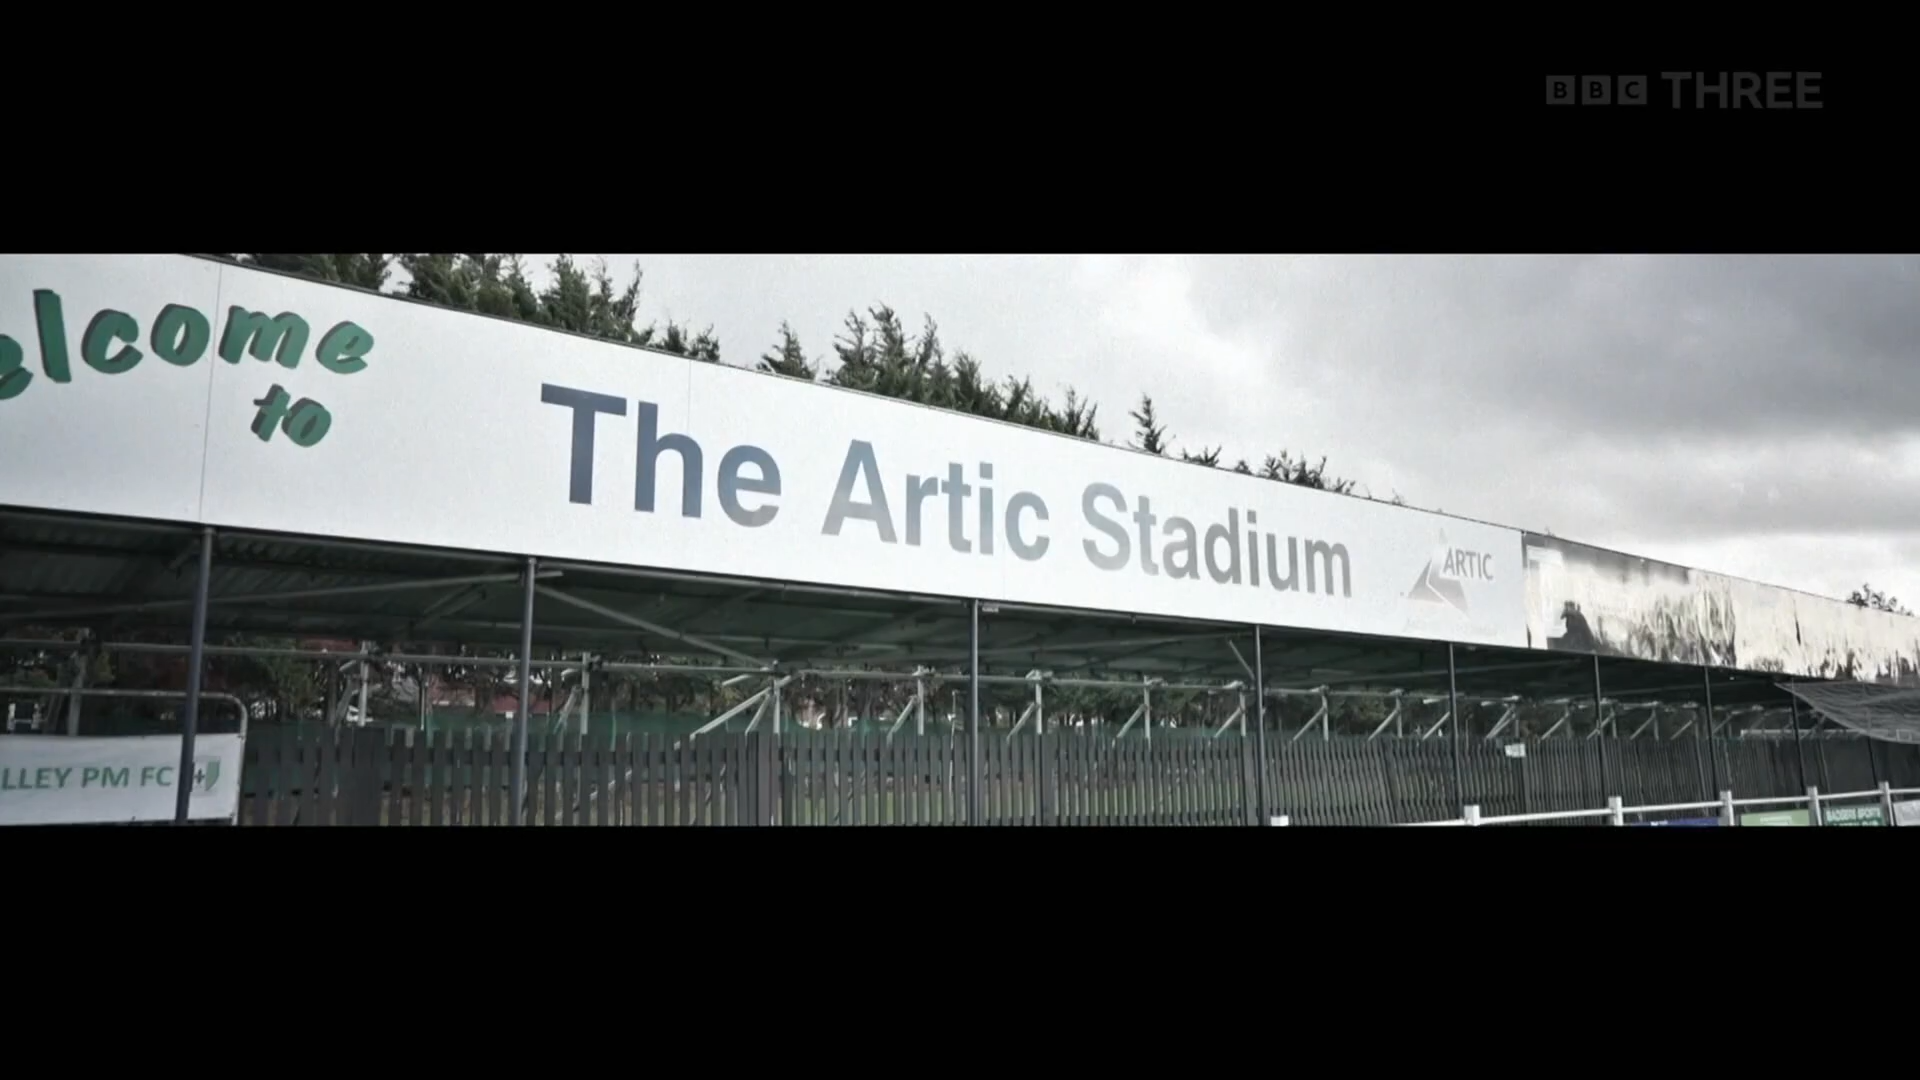 BBC THREE
elcome
to
The Artic Stadium
ARTIC
LLEY PM FC